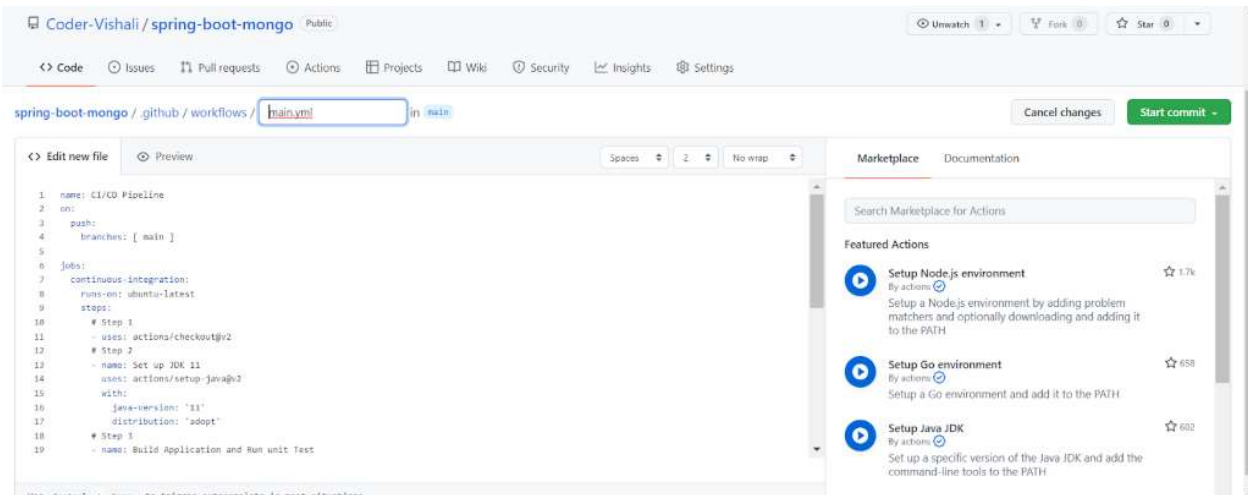 Coder-Vishali / spring-boot-mongo Public
Unwatch 1 Fork 0 Star 0
<> Code Issues Pull requests Actions Projects Wiki Security Insights Settings
spring-boot-mongo / .github / workflows / main.yml in main
Cancel changes Start commit
<> Edit new file Preview
Spaces 2 No wrap
1 name: CI/CD Pipeline
2 on:
3 push:
4 branches: [ main ]
5
6 jobs:
7 continuous-integration:
8 runs-on: ubuntu-latest
9 steps:
10 # Step 1
11 - uses: actions/checkout@v2
12 # Step 2
13 - name: Set up JDK 11
14 uses: actions/setup-java@v2
15 with:
16 java-version: '11'
17 distribution: 'adopt'
18 # Step 3
19 - name: Build Application and Run unit Test
Marketplace Documentation
Search Marketplace for Actions
Featured Actions
Setup Node.js environment 1.7k
By actions
Setup a Node.js environment by adding problem
matchers and optionally downloading and adding it
to the PATH
Setup Go environment 658
By actions
Setup a Go environment and add it to the PATH
Setup Java JDK 602
By actions
Set up a specific version of the Java JDK and add the
command-line tools to the PATH